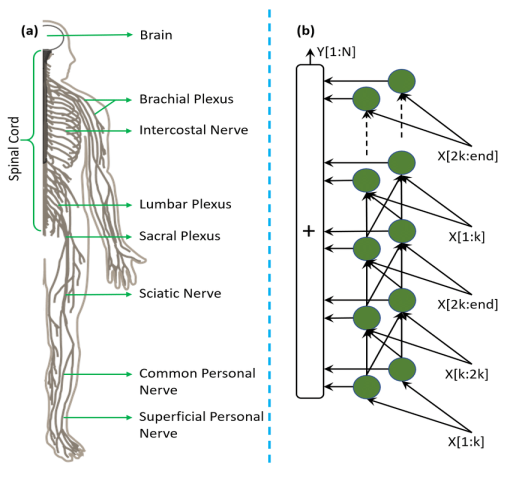 (a)
Brain
Brachial Plexus
Intercostal Nerve
Spinal Cord
Lumbar Plexus
Sacral Plexus
Sciatic Nerve
Common Personal
Nerve
Superficial Personal
Nerve
(b)
Y[1:N]
X[2k:end]
+
X[1:k]
X[2k:end]
X[k:2k]
X[1:k]